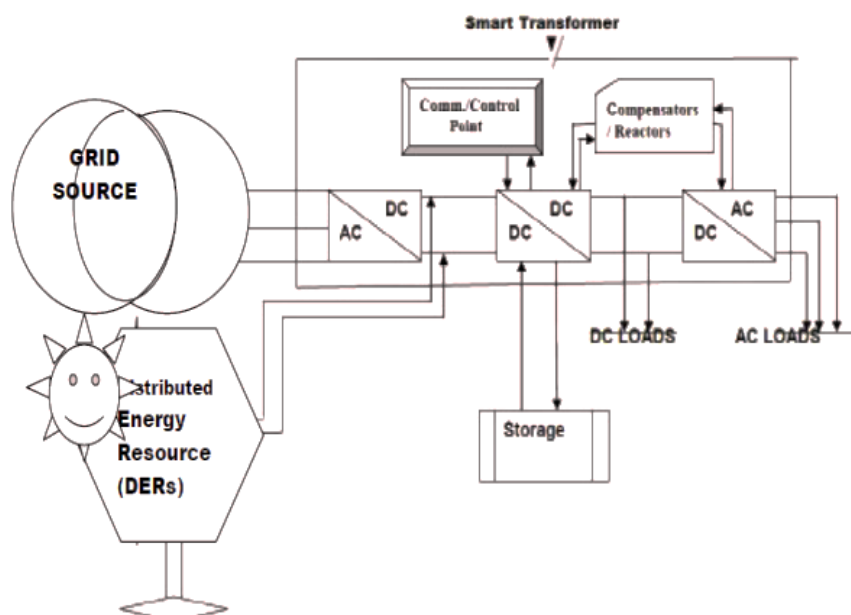 Smart Transformer
Comm./Control
Point
Compensators
/ Reactors
GRID
SOURCE
DC
AC
DC
DC
AC
DC
DC LOADS
AC LOADS
istributed
Energy
Resource
(DERs)
Storage